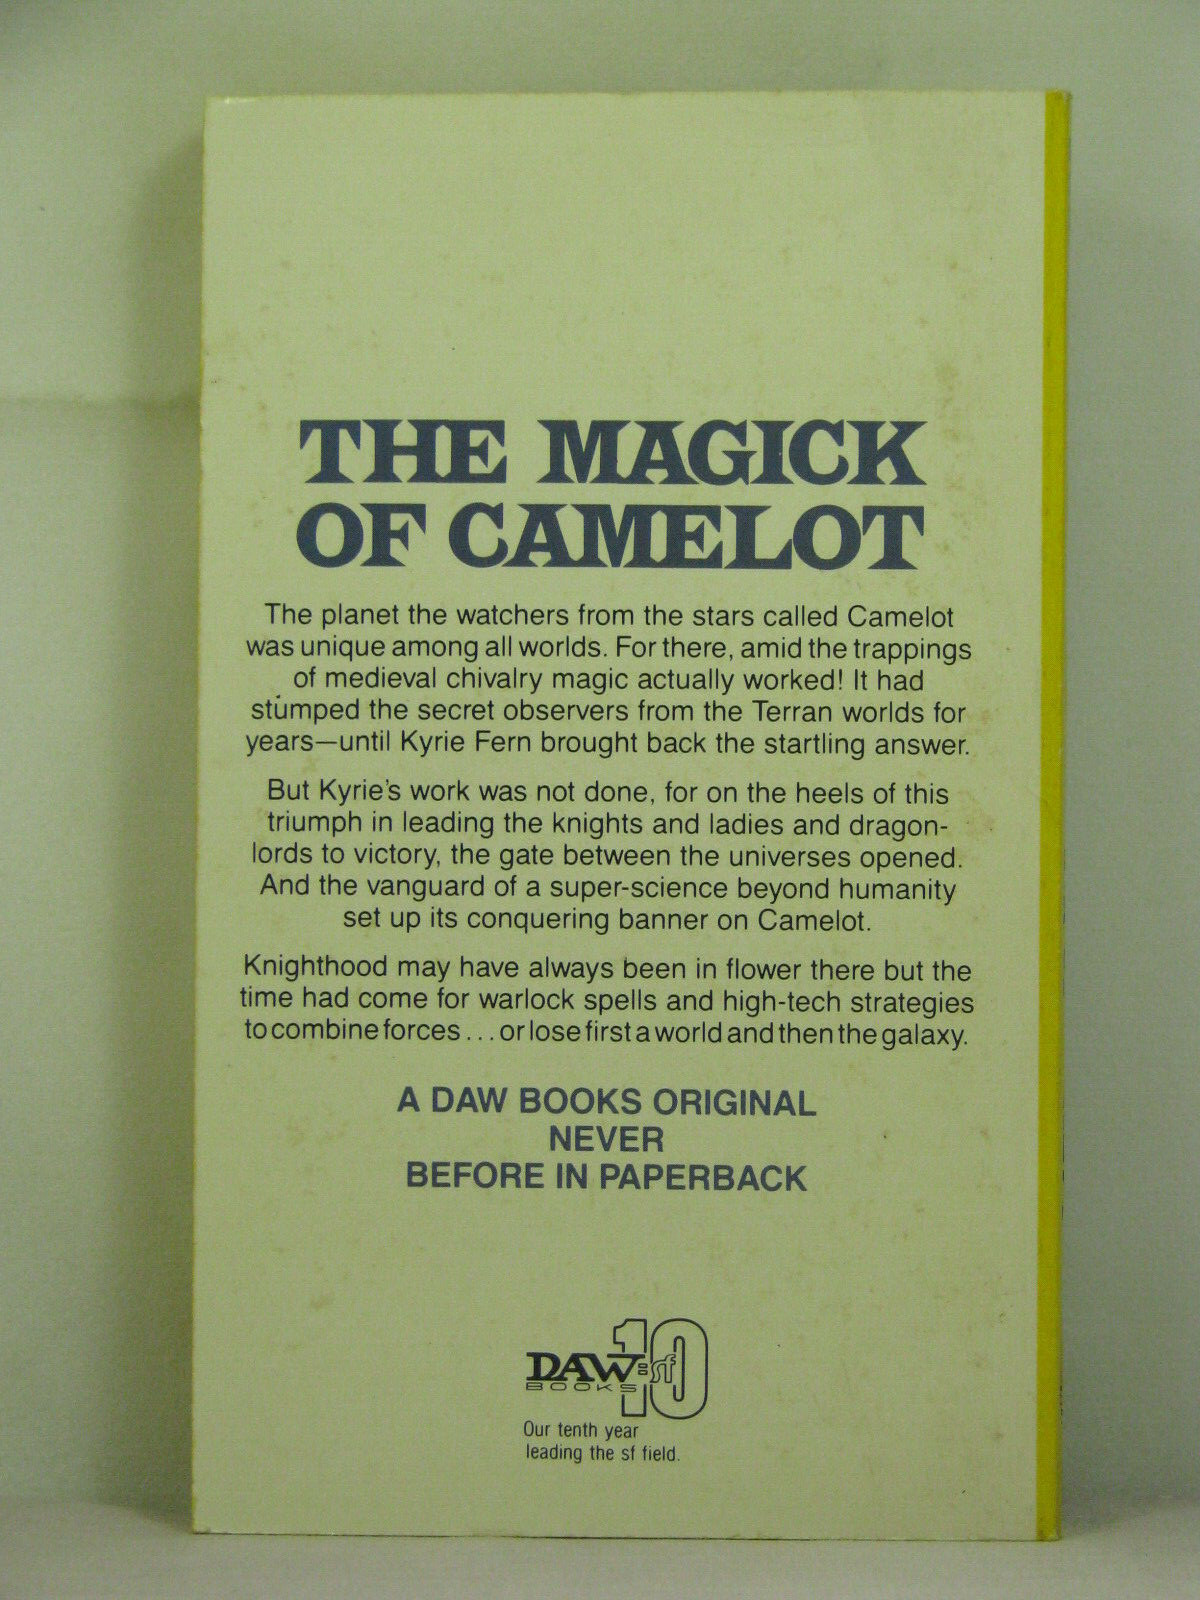 THE MAGICK
OF CAMELOT
The planet the watchers from the stars called Camelot
was unique among all worlds. For there, amid the trappings
of medieval chivalry magic actually worked! It had
stumped the secret observers from the Terran worlds for
years—until Kyrie Fern brought back the startling answer.
But Kyrie's work was not done, for on the heels of this
triumph in leading the knights and ladies and dragon-
lords to victory, the gate between the universes opened.
And the vanguard of a super-science beyond humanity
set up its conquering banner on Camelot.
Knighthood may have always been in flower there but the
time had come for warlock spells and high-tech strategies
to combine forces . . . or lose first a world and then the galaxy.
A DAW BOOKS ORIGINAL
NEVER
BEFORE IN PAPERBACK
10
DAW=sf
BOOKS
Our tenth year
leading the sf field.